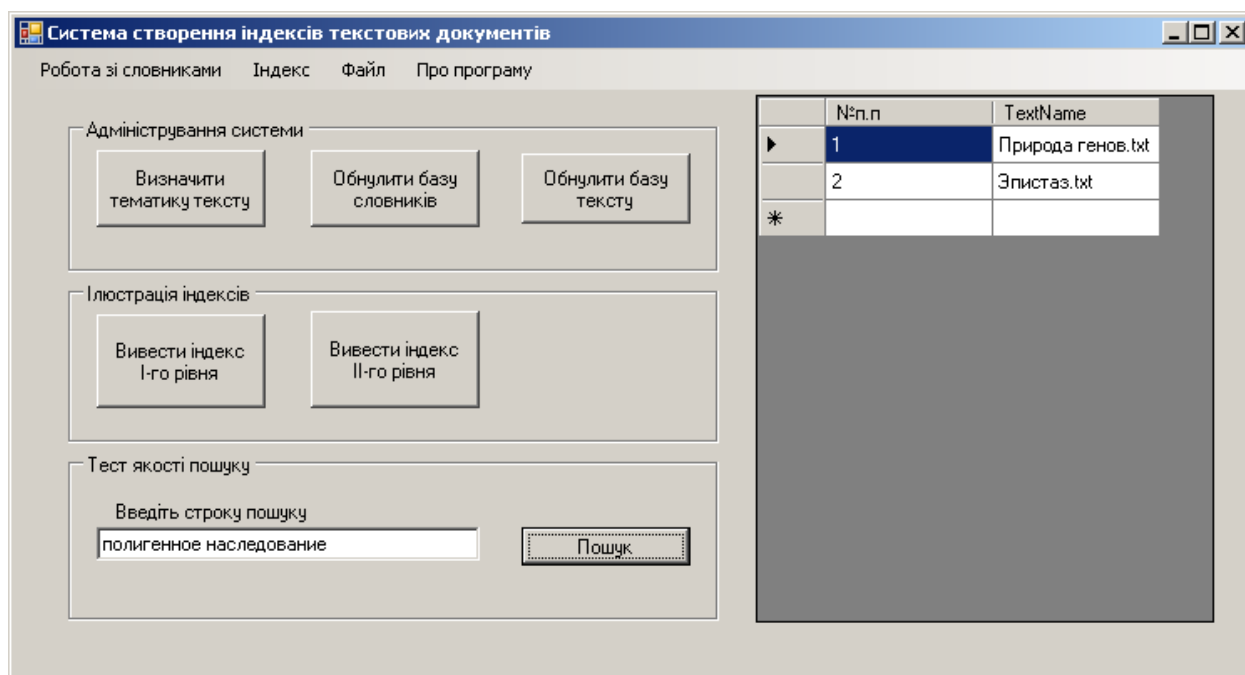 Система створення індексів текстових документів
Робота зі словниками Індекс Файл Про програму
Адміністрування системи
Визначити
тематику тексту
Обнулити базу
словників
Обнулити базу
тексту
Ілюстрація індексів
Вивести індекс
І-го рівня
Вивести індекс
ІІ-го рівня
Тест якості пошуку
Введіть строку пошуку
полигенное наследование
Пошук
№п.п TextName
1 Природа генов.txt
2 Эпистаз.txt